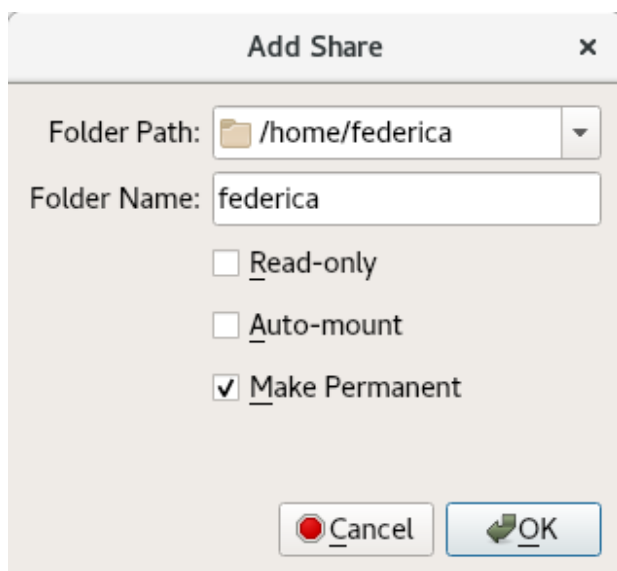 Add Share
Folder Path: /home/federica
Folder Name: federica
Read-only
Auto-mount
Make Permanent
Cancel OK